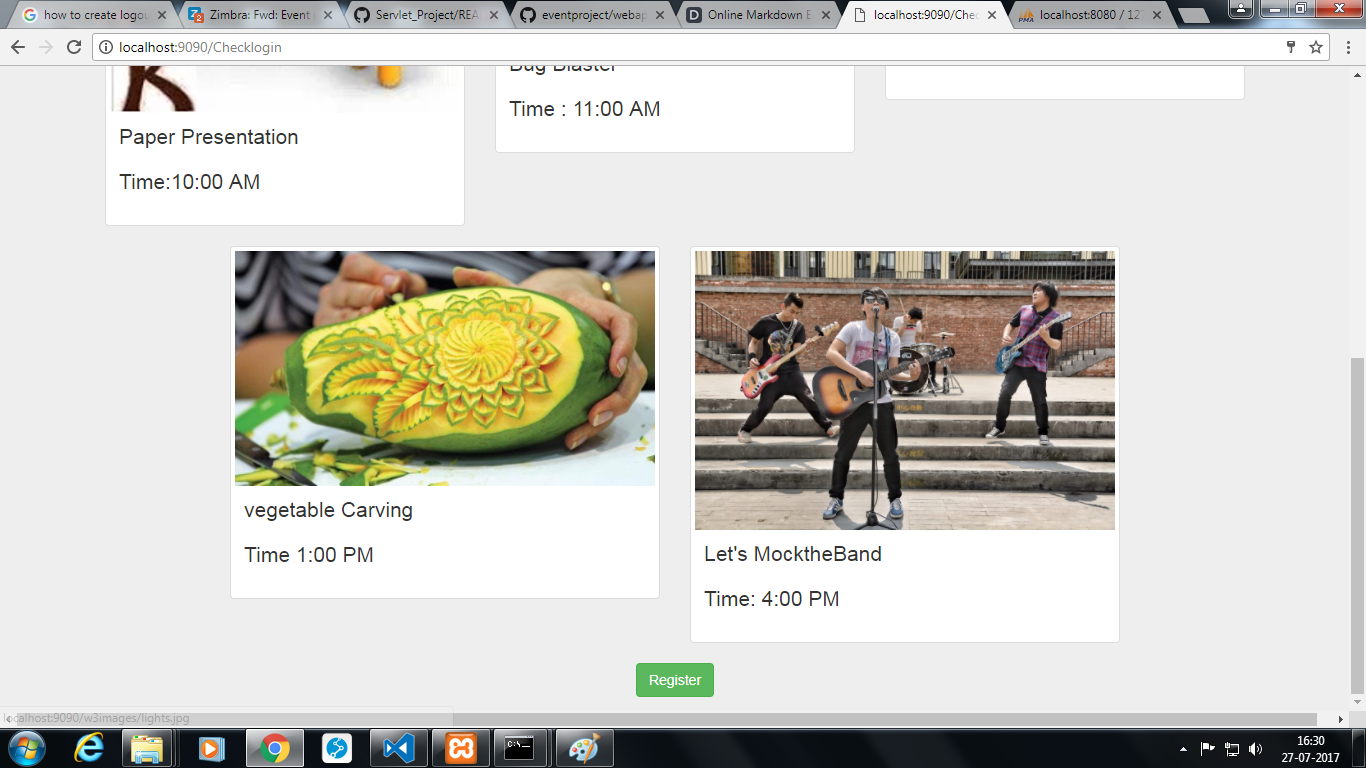 how to create logou
Zimbra: Fwd: Event
Servlet_Project/REA
eventproject/webap
Online Markdown E
localhost:9090/Chec
localhost:8080 / 127
localhost:9090/Checklogin
Bug Blaster
Time : 11:00 AM
Paper Presentation
Time:10:00 AM
vegetable Carving
Time 1:00 PM
Let's MocktheBand
Time: 4:00 PM
Register
localhost:9090/w3images/lights.jpg
16:30
27-07-2017